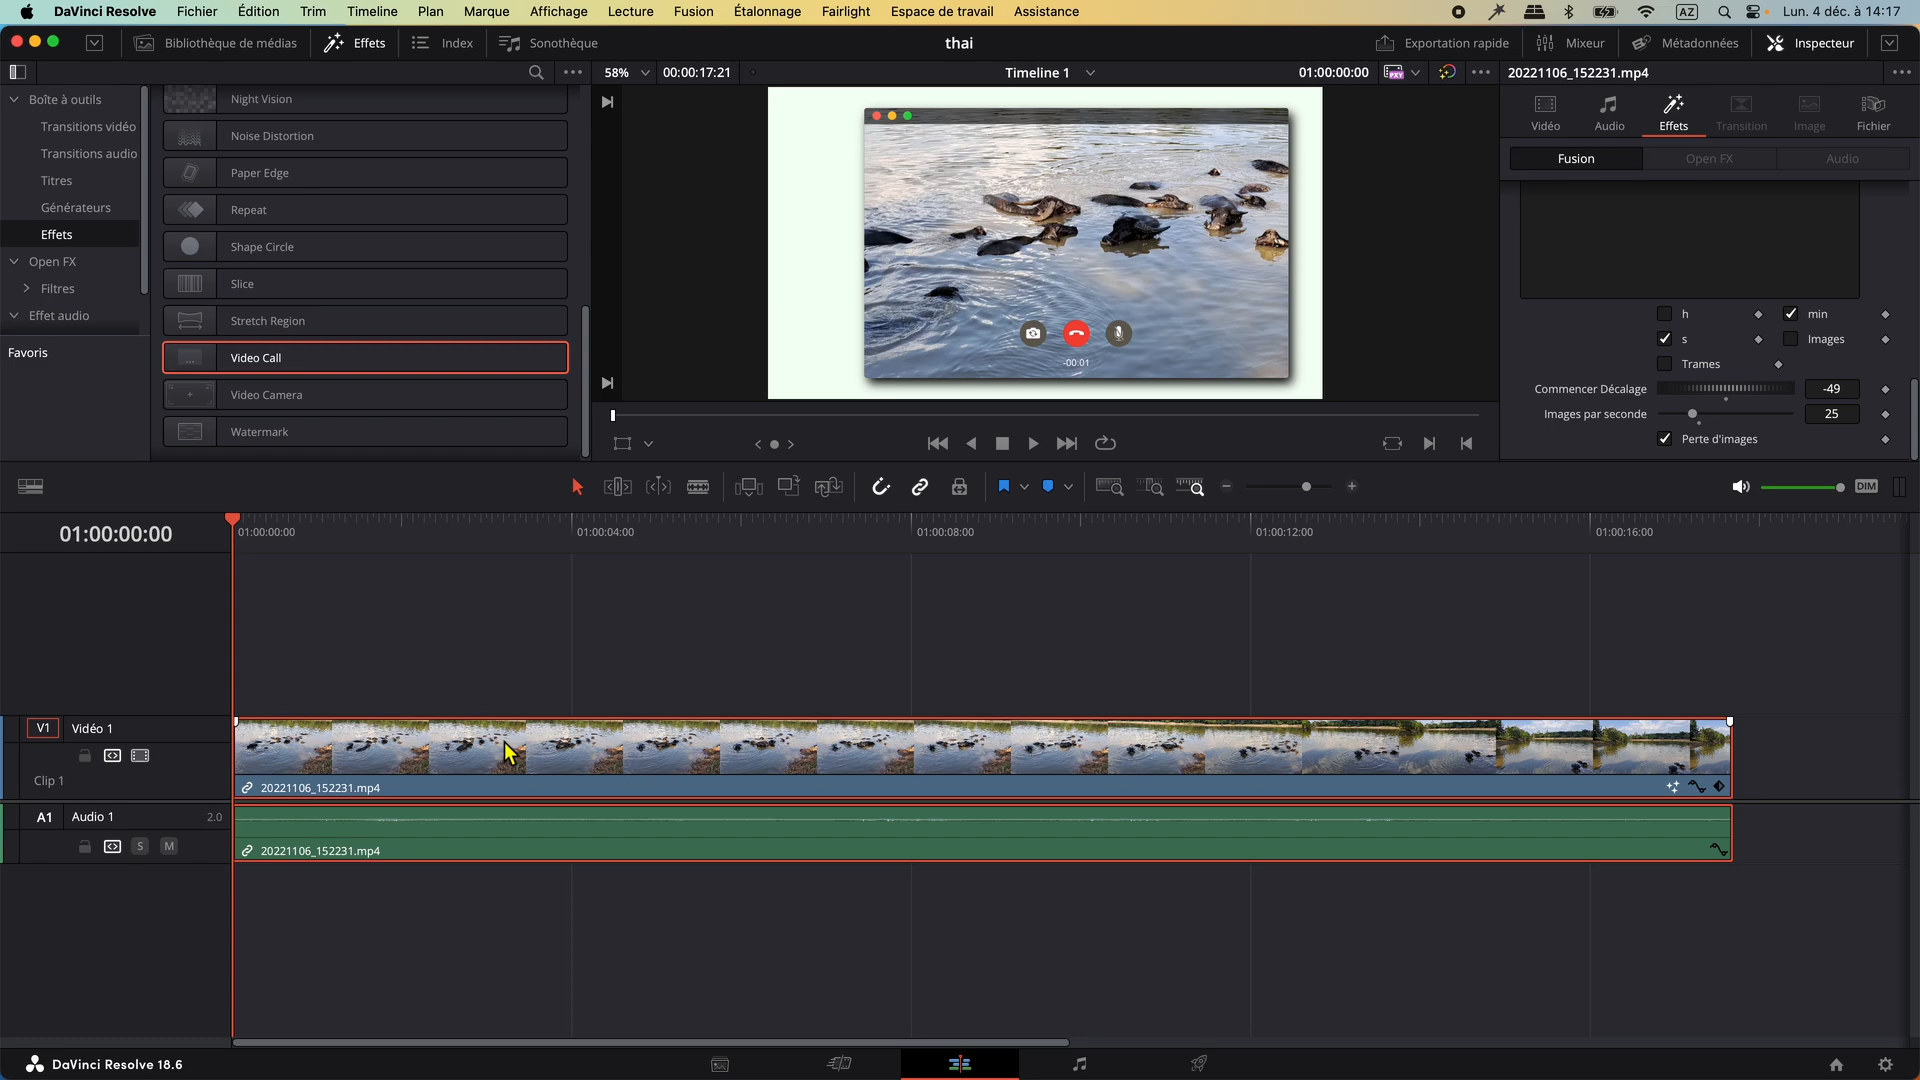 DaVinci Resolve Fichier Édition Trim Timeline Plan Marque Affichage Lecture Fusion Étalonnage Fairlight Espace de travail Assistance AZ Lun. 4 déc. à 14:17
Bibliothèque de médias Effets Index Sonothèque thai Exportation rapide Mixeur Métadonnées Inspecteur
58% 00:00:17:21 Timeline 1 01:00:00:00 PXY 20221106_152231.mp4
Boîte à outils
Transitions vidéo
Transitions audio
Titres
Générateurs
Effets
Open FX
Filtres
Effet audio
Favoris
Night Vision
Noise Distortion
Paper Edge
Repeat
Shape Circle
Slice
Stretch Region
Video Call
Video Camera
Watermark
-00:01
Vidéo Audio Effets Transition Image Fichier
Fusion Open FX Audio
h min
s Images
Trames
Commencer Décalage -49
Images par seconde 25
Perte d'images
DIM
01:00:00:00
01:00:00:00 01:00:04:00 01:00:08:00 01:00:12:00 01:00:16:00
V1 Vidéo 1
Clip 1
20221106_152231.mp4
A1 Audio 1 2.0
S M
20221106_152231.mp4
DaVinci Resolve 18.6